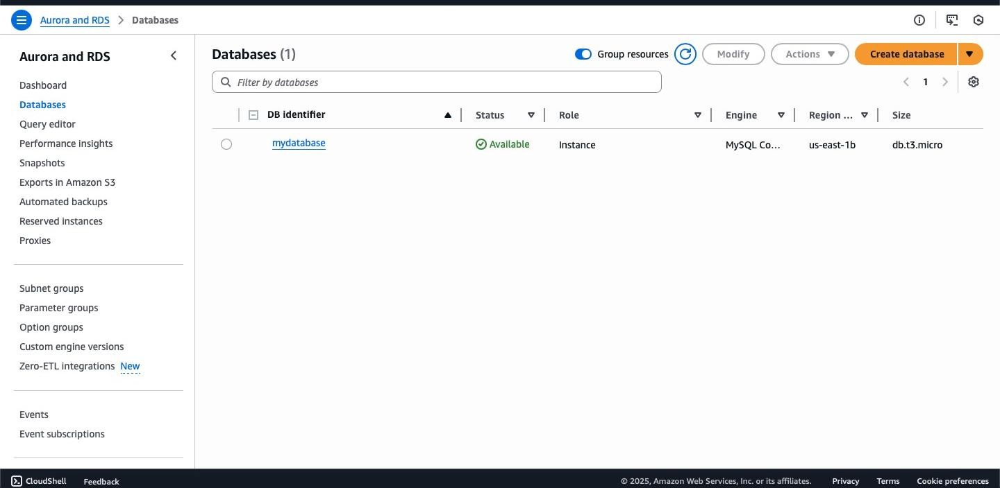 Aurora and RDS > Databases
Aurora and RDS
Dashboard
Databases
Query editor
Performance insights
Snapshots
Exports in Amazon S3
Automated backups
Reserved instances
Proxies
Subnet groups
Parameter groups
Option groups
Custom engine versions
Zero-ETL integrations New
Events
Event subscriptions
Databases (1)
Group resources
Modify
Actions
Create database
Filter by databases
1
DB identifier Status Role Engine Region ... Size
mydatabase Available Instance MySQL Co... us-east-1b db.t3.micro
CloudShell Feedback © 2025, Amazon Web Services, Inc. or its affiliates. Privacy Terms Cookie preferences